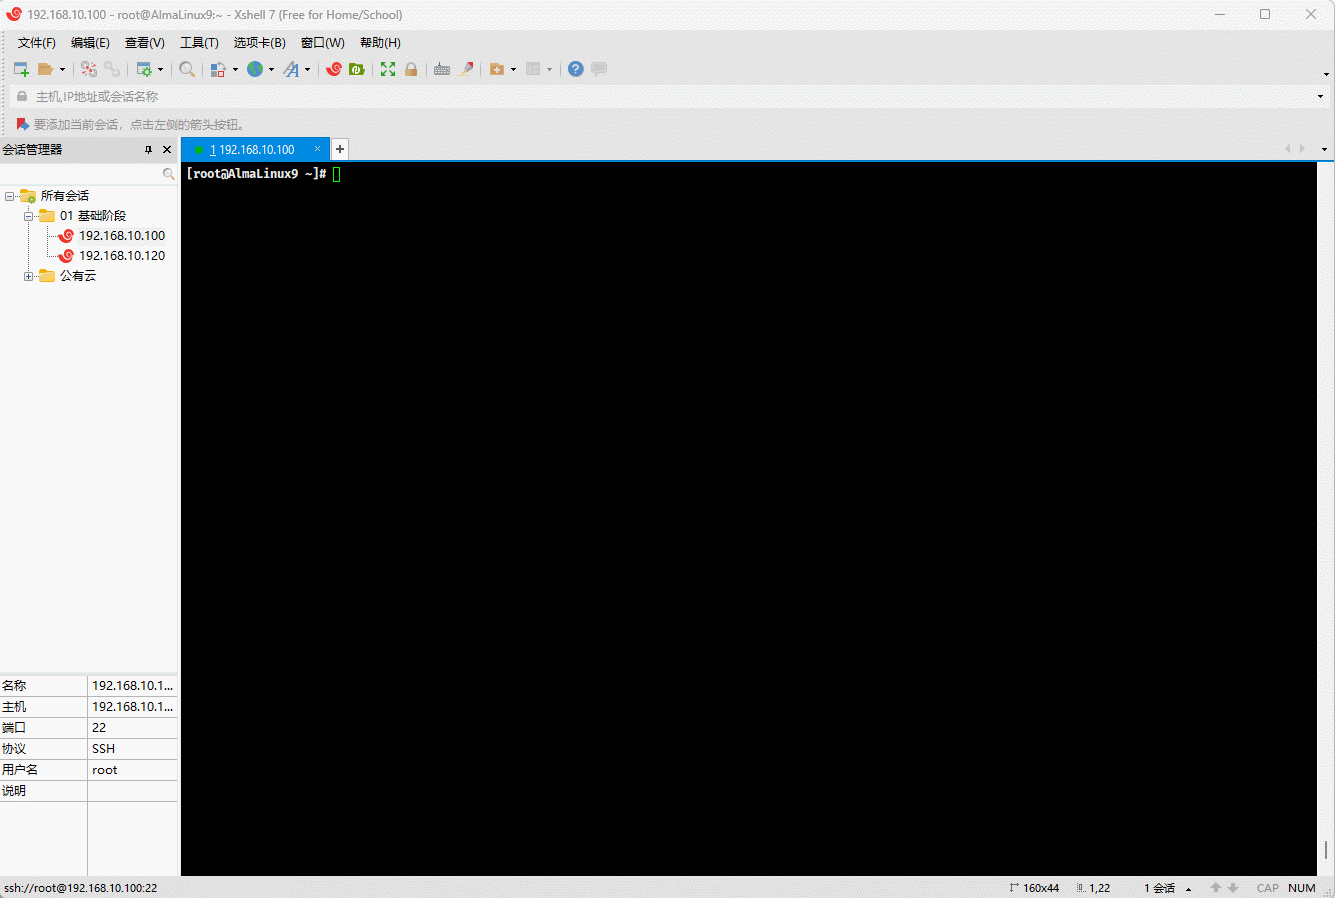 192.168.10.100 - root@AlmaLinux9:~ - Xshell 7 (Free for Home/School)
文件(F) 编辑(E) 查看(V) 工具(T) 选项卡(B) 窗口(W) 帮助(H)
主机,IP地址或会话名称
要添加当前会话，点击左侧的箭头按钮。
会话管理器
1 192.168.10.100
[root@AlmaLinux9 ~]#
所有会话
01 基础阶段
192.168.10.100
192.168.10.120
公有云
名称 192.168.10.1...
主机 192.168.10.1...
端口 22
协议 SSH
用户名 root
说明
ssh://root@192.168.10.100:22 160x44 1,22 1 会话 CAP NUM